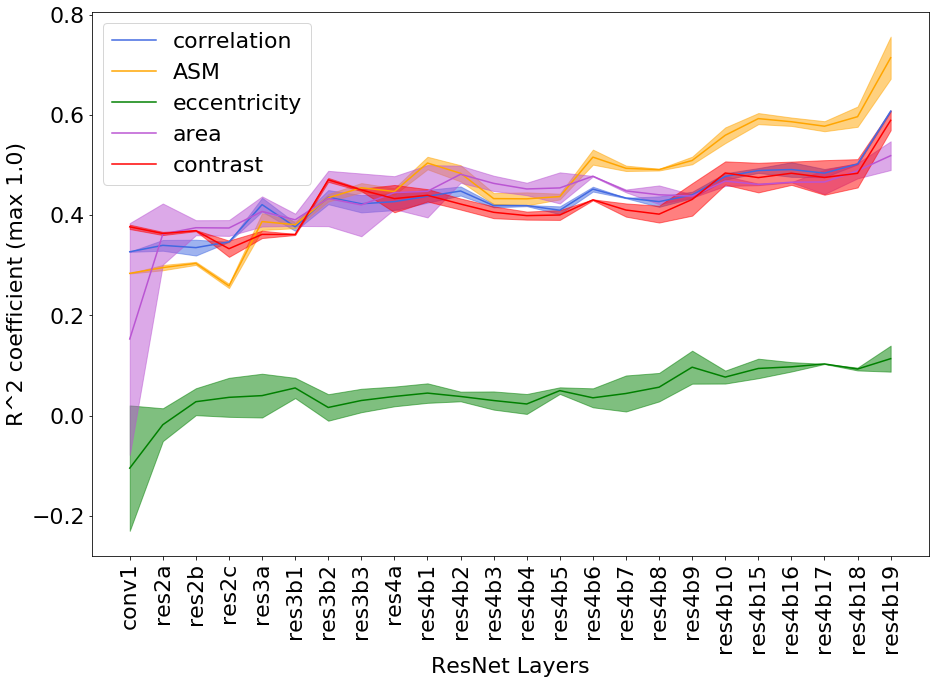 0.8
0.6
0.4
0.2
0.0
−0.2
R^2 coefficient (max 1.0)
correlation
ASM
eccentricity
area
contrast
conv1
res2a
res2b
res2c
res3a
res3b1
res3b2
res3b3
res4a
res4b1
res4b2
res4b3
res4b4
res4b5
res4b6
res4b7
res4b8
res4b9
res4b10
res4b15
res4b16
res4b17
res4b18
res4b19
ResNet Layers